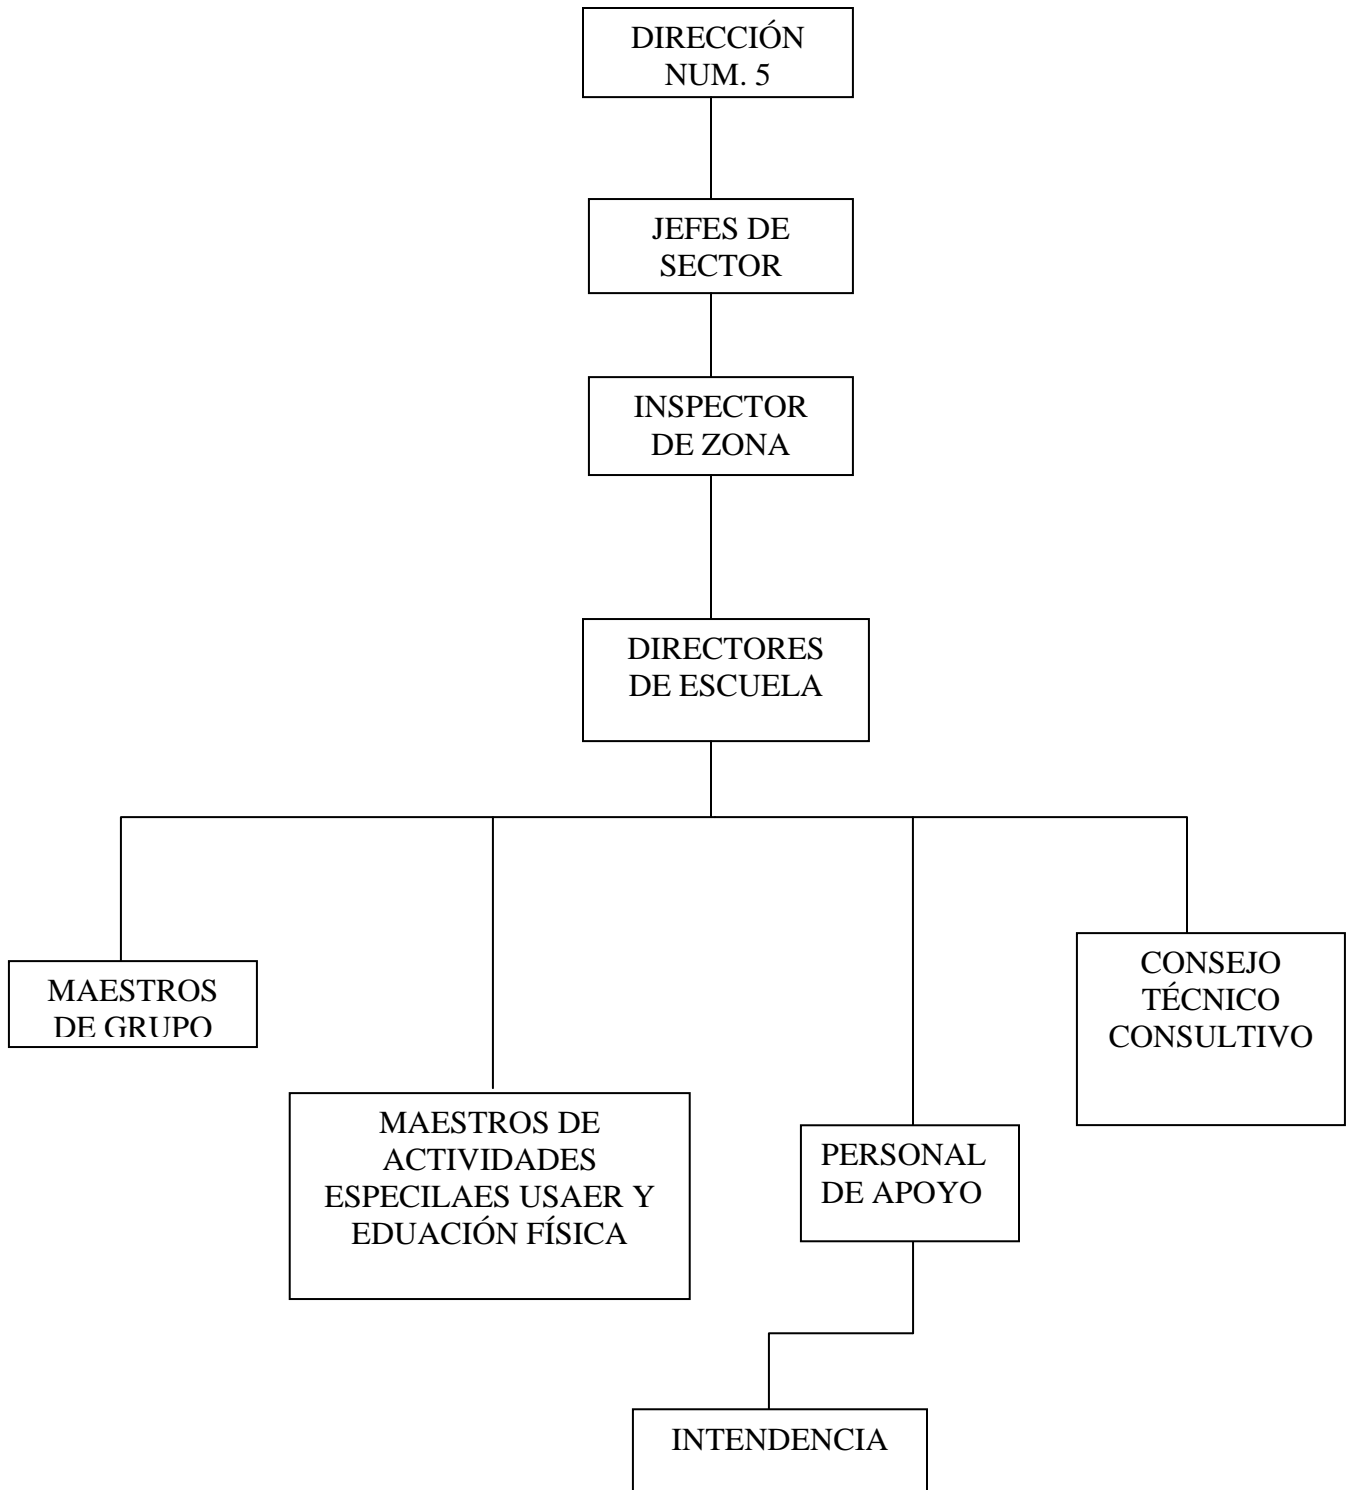 DIRECCIÓN
NUM. 5
JEFES DE
SECTOR
INSPECTOR
DE ZONA
DIRECTORES
DE ESCUELA
MAESTROS
DE GRUPO
CONSEJO
TÉCNICO
CONSULTIVO
MAESTROS DE
ACTIVIDADES
ESPECILAES USAER Y
EDUACIÓN FÍSICA
PERSONAL
DE APOYO
INTENDENCIA